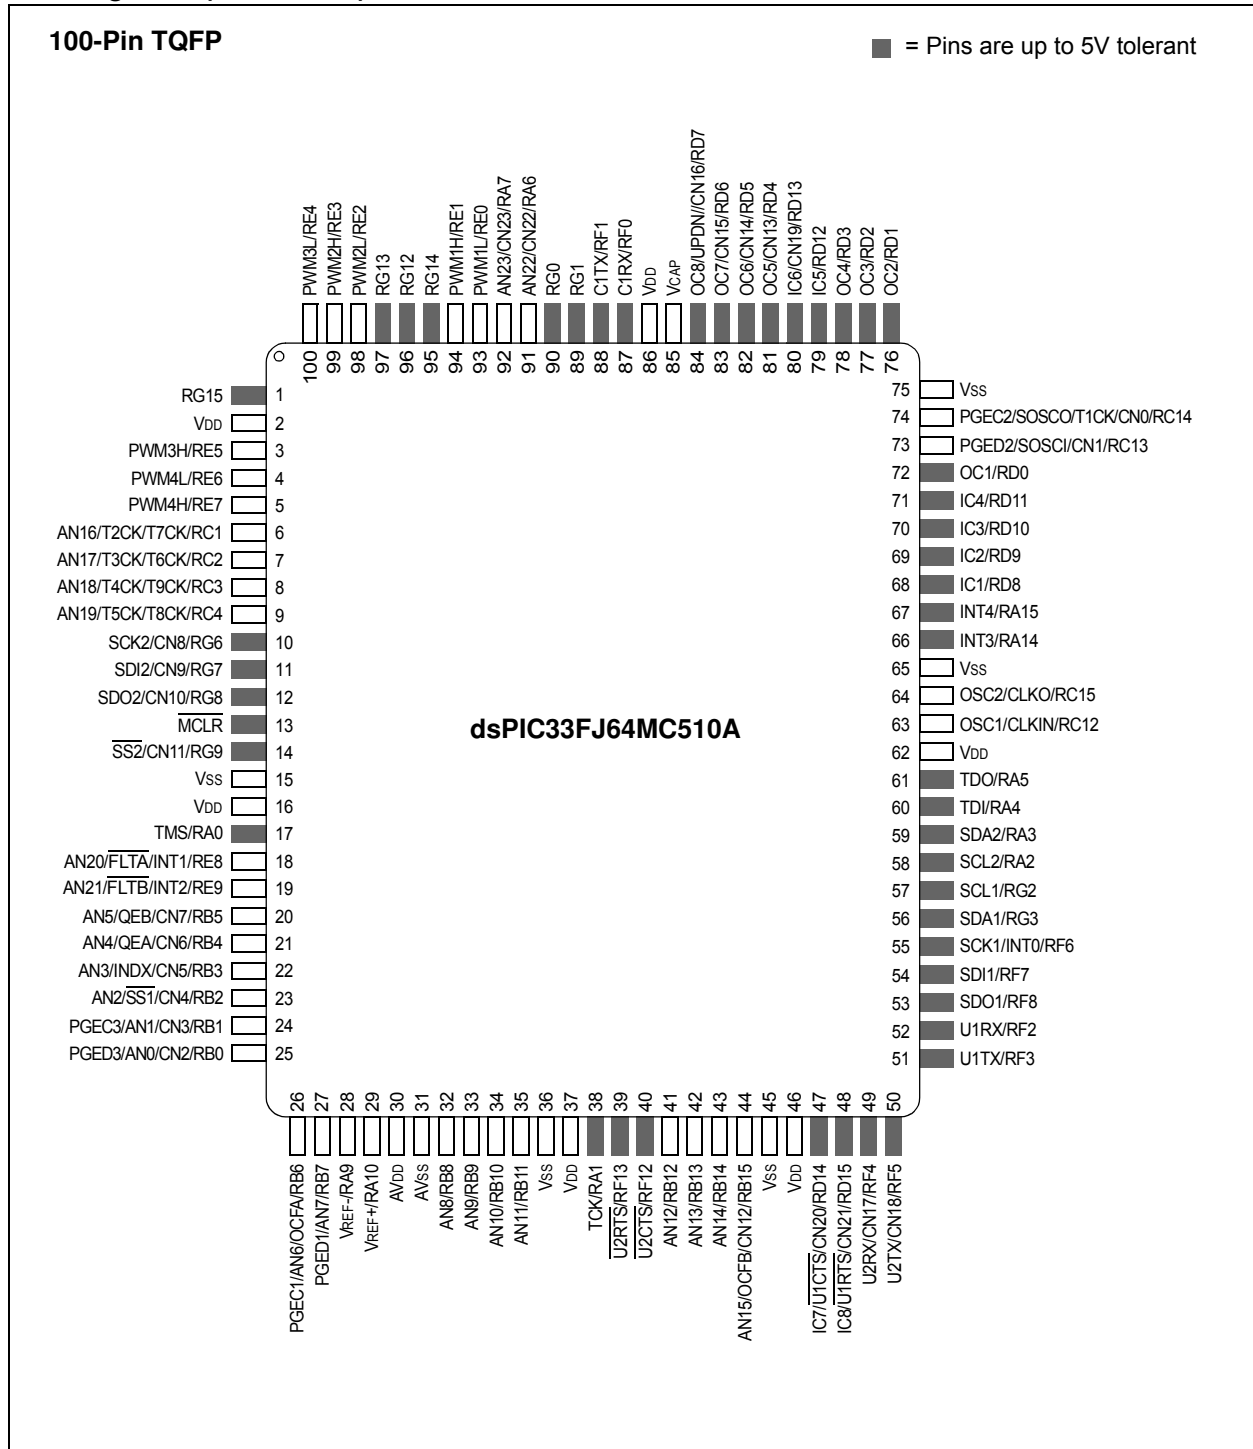 100-Pin TQFP
= Pins are up to 5V tolerant
PWM3L/RE4
PWM2H/RE3
PWM2L/RE2
RG13
RG12
RG14
PWM1H/RE1
PWM1L/RE0
AN23/CN23/RA7
AN22/CN22/RA6
RG0
RG1
C1TX/RF1
C1RX/RF0
VDD
VCAP
OC8/UPDN//CN16/RD7
OC7/CN15/RD6
OC6/CN14/RD5
OC5/CN13/RD4
IC6/CN19/RD13
IC5/RD12
OC4/RD3
OC3/RD2
OC2/RD1
100 99 98 97 96 95 94 93 92 91 90 89 88 87 86 85 84 83 82 81 80 79 78 77 76
RG15 1
VDD 2
PWM3H/RE5 3
PWM4L/RE6 4
PWM4H/RE7 5
AN16/T2CK/T7CK/RC1 6
AN17/T3CK/T6CK/RC2 7
AN18/T4CK/T9CK/RC3 8
AN19/T5CK/T8CK/RC4 9
SCK2/CN8/RG6 10
SDI2/CN9/RG7 11
SDO2/CN10/RG8 12
MCLR 13
SS2/CN11/RG9 14
VSS 15
VDD 16
TMS/RA0 17
AN20/FLTA/INT1/RE8 18
AN21/FLTB/INT2/RE9 19
AN5/QEB/CN7/RB5 20
AN4/QEA/CN6/RB4 21
AN3/INDX/CN5/RB3 22
AN2/SS1/CN4/RB2 23
PGEC3/AN1/CN3/RB1 24
PGED3/AN0/CN2/RB0 25
dsPIC33FJ64MC510A
75 VSS
74 PGEC2/SOSCO/T1CK/CN0/RC14
73 PGED2/SOSCI/CN1/RC13
72 OC1/RD0
71 IC4/RD11
70 IC3/RD10
69 IC2/RD9
68 IC1/RD8
67 INT4/RA15
66 INT3/RA14
65 VSS
64 OSC2/CLKO/RC15
63 OSC1/CLKIN/RC12
62 VDD
61 TDO/RA5
60 TDI/RA4
59 SDA2/RA3
58 SCL2/RA2
57 SCL1/RG2
56 SDA1/RG3
55 SCK1/INT0/RF6
54 SDI1/RF7
53 SDO1/RF8
52 U1RX/RF2
51 U1TX/RF3
26 27 28 29 30 31 32 33 34 35 36 37 38 39 40 41 42 43 44 45 46 47 48 49 50
PGEC1/AN6/OCFA/RB6
PGED1/AN7/RB7
VREF-/RA9
VREF+/RA10
AVDD
AVSS
AN8/RB8
AN9/RB9
AN10/RB10
AN11/RB11
VSS
VDD
TCK/RA1
U2RTS/RF13
U2CTS/RF12
AN12/RB12
AN13/RB13
AN14/RB14
AN15/OCFB/CN12/RB15
VSS
VDD
IC7/U1CTS/CN20/RD14
IC8/U1RTS/CN21/RD15
U2RX/CN17/RF4
U2TX/CN18/RF5